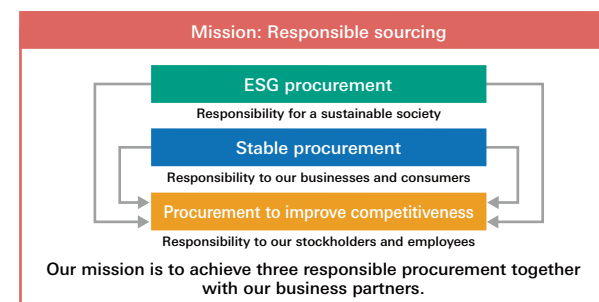 Mission: Responsible sourcing
ESG procurement
Responsibility for a sustainable society
Stable procurement
Responsibility to our businesses and consumers
Procurement to improve competitiveness
Responsibility to our stockholders and employees
Our mission is to achieve three responsible procurement together
with our business partners.